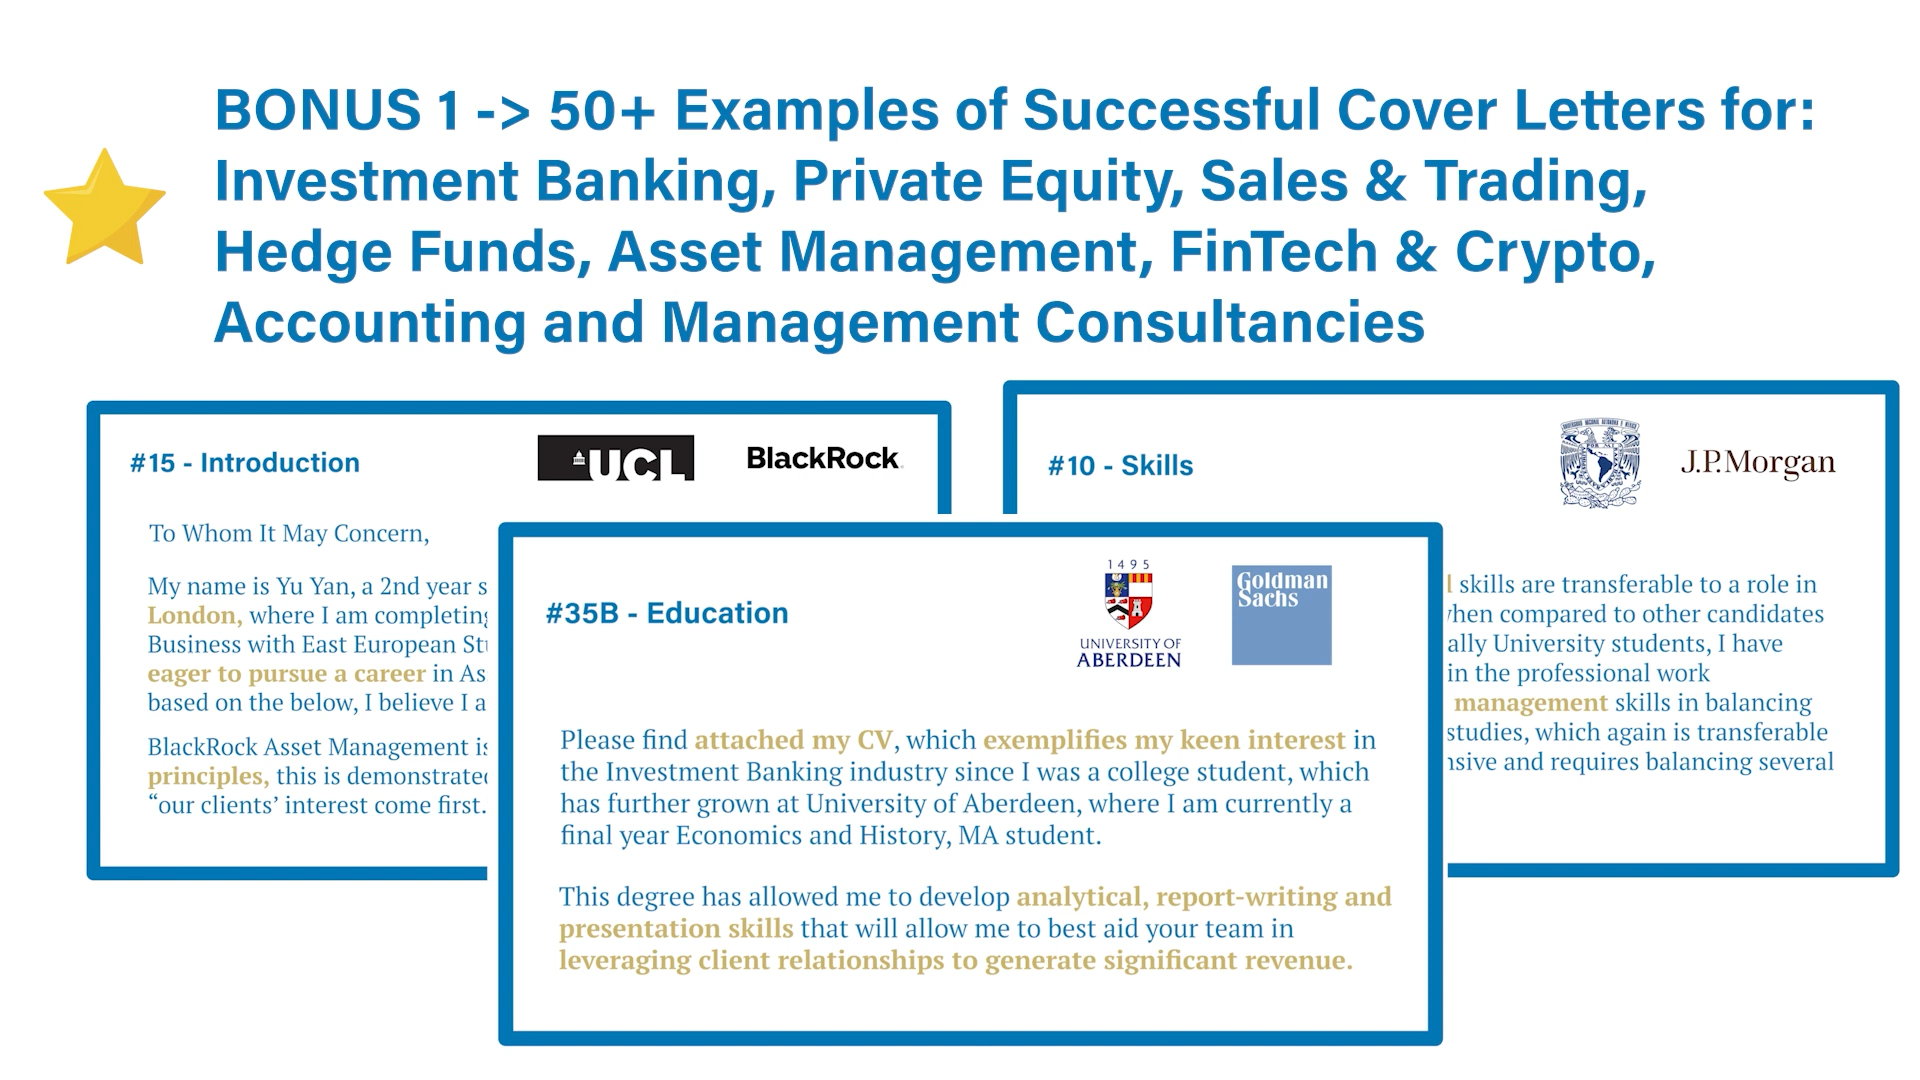 BONUS 1 -> 50+ Examples of Successful Cover Letters for:
Investment Banking, Private Equity, Sales & Trading,
Hedge Funds, Asset Management, FinTech & Crypto,
Accounting and Management Consultancies
#15 - Introduction
UCL
BlackRock
To Whom It May Concern,
My name is Yu Yan, a 2nd year
London, where I am completing
Business with East European
eager to pursue a career in
based on the below, I believe I
BlackRock Asset Management
principles, this is demonstrated
“our clients’ interest come first.
#10 - Skills
J.P.Morgan
skills are transferable to a role in
when compared to other candidates
University students, I have
in the professional work
management skills in balancing
studies, which again is transferable
and requires balancing several
#35B - Education
1495
UNIVERSITY OF
ABERDEEN
Goldman
Sachs
Please find attached my CV, which exemplifies my keen interest in
the Investment Banking industry since I was a college student, which
has further grown at University of Aberdeen, where I am currently a
final year Economics and History, MA student.
This degree has allowed me to develop analytical, report-writing and
presentation skills that will allow me to best aid your team in
leveraging client relationships to generate significant revenue.